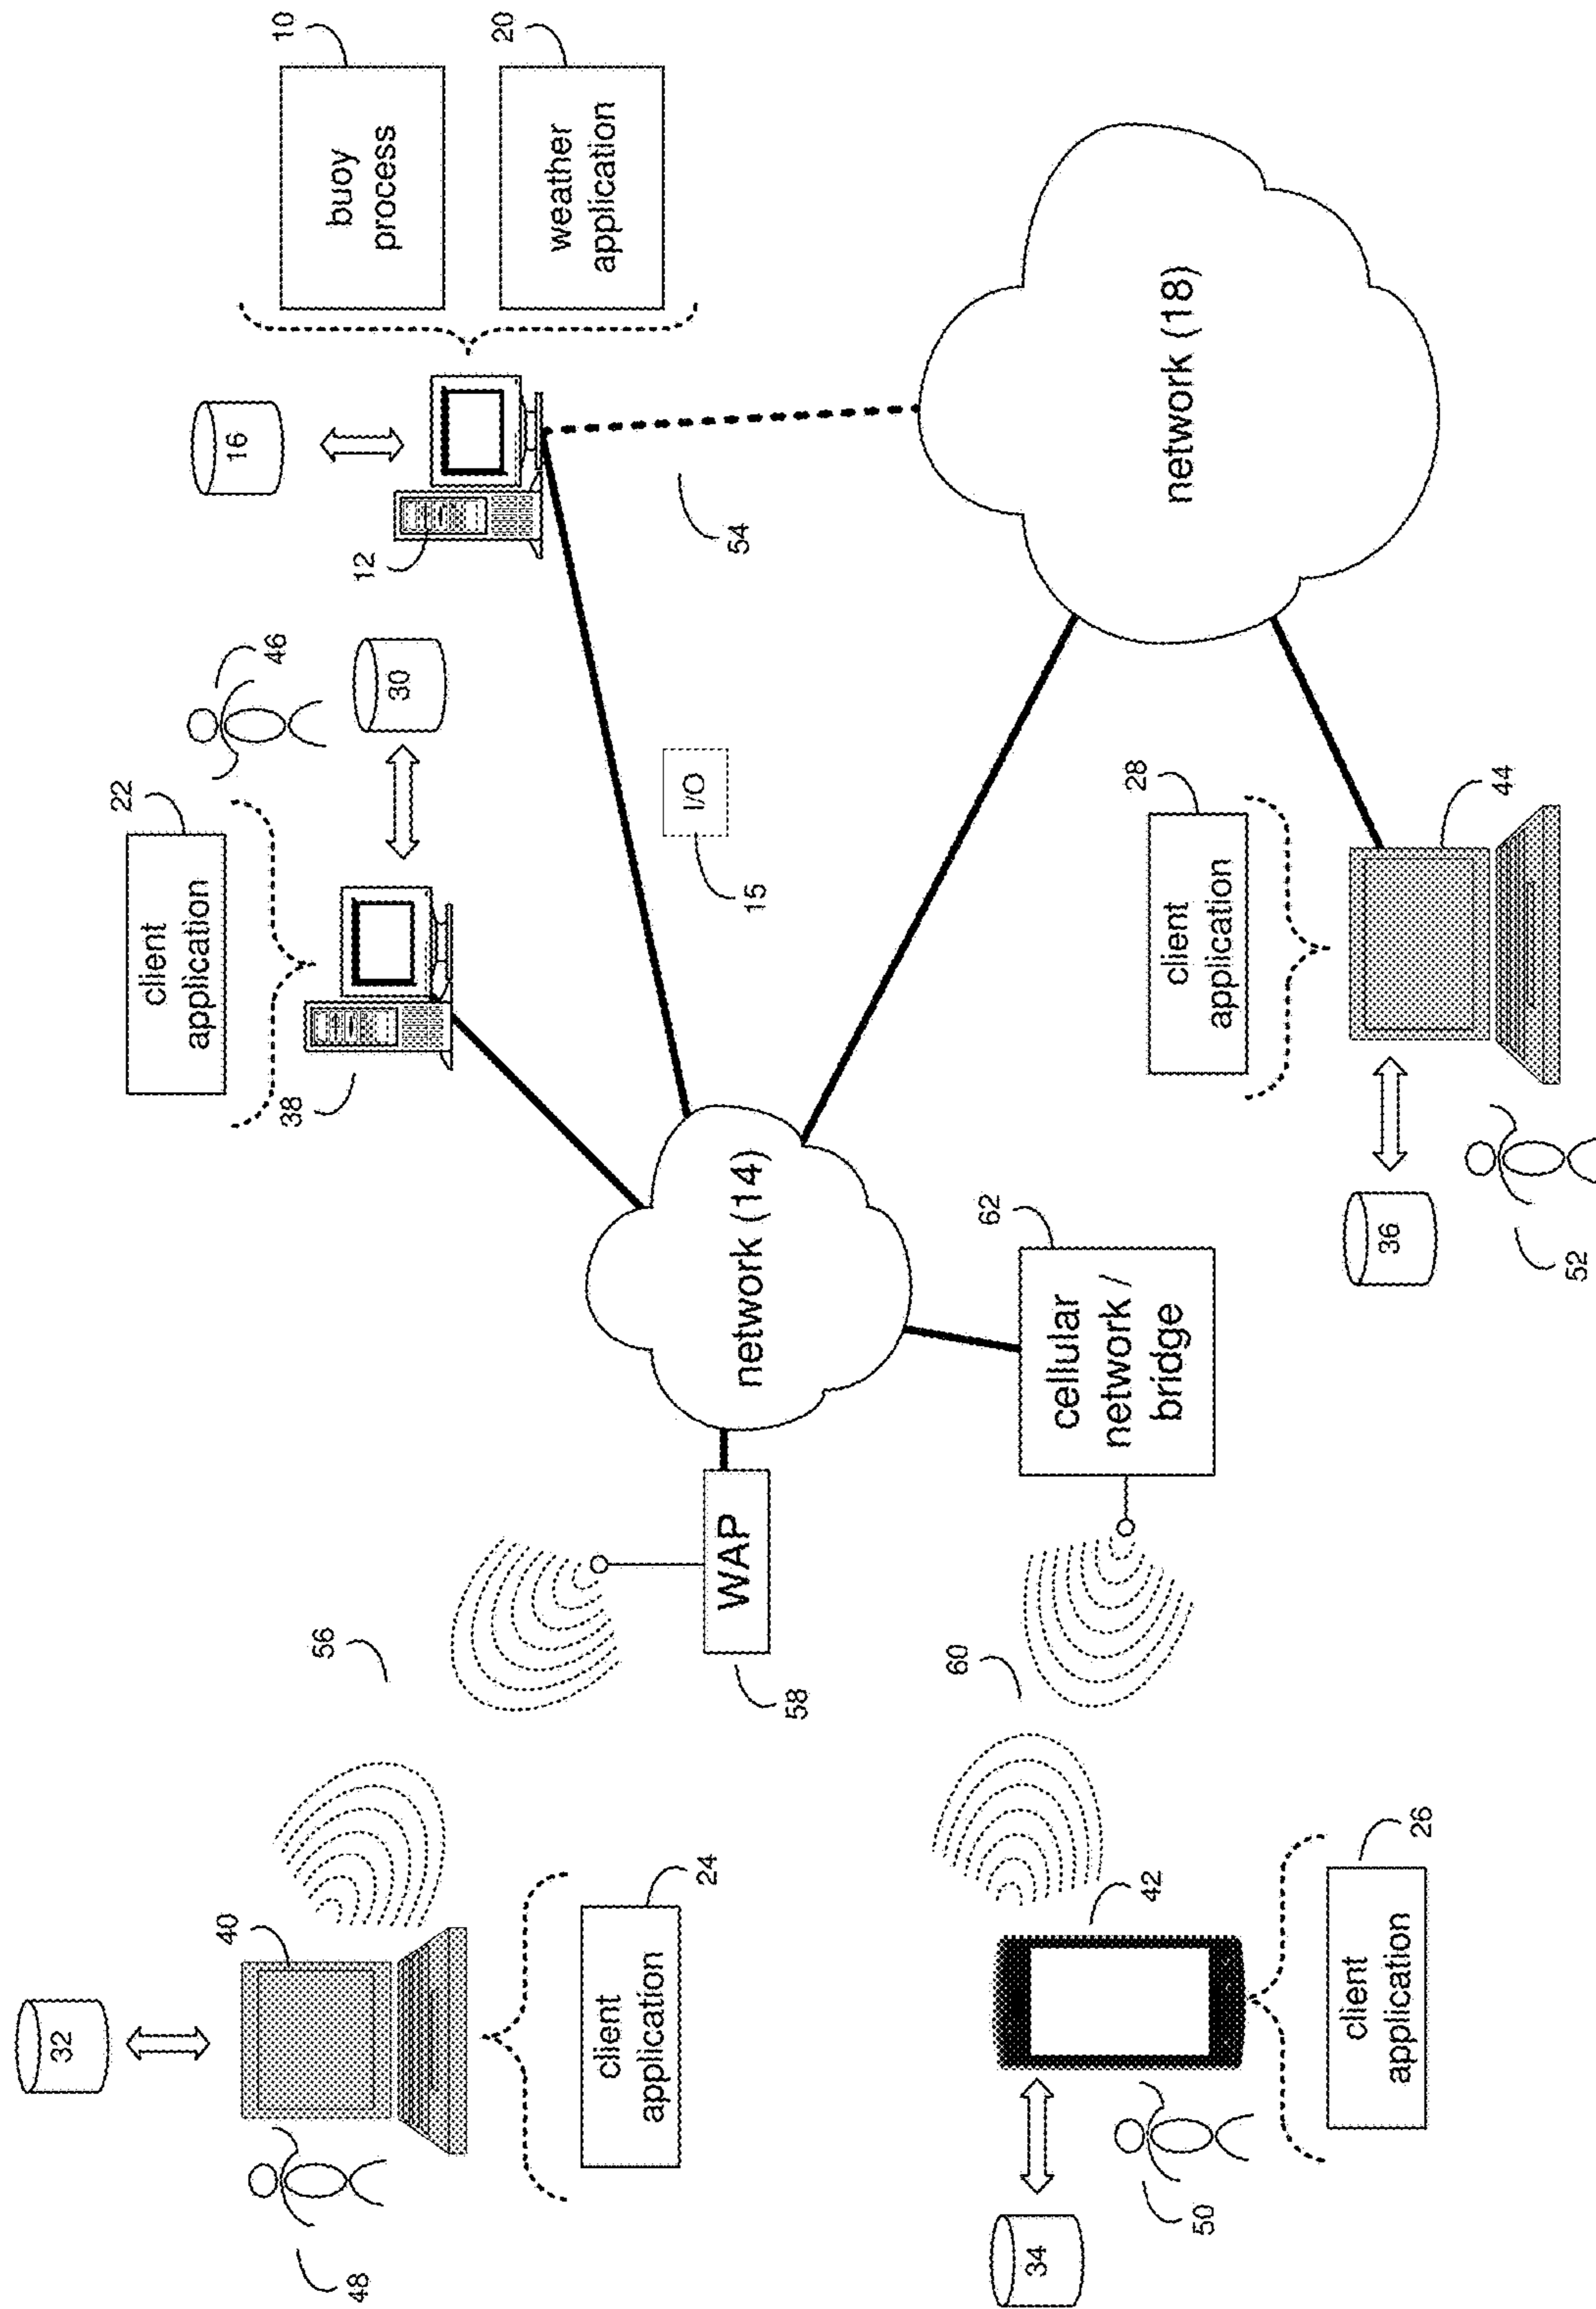 32
22
client
application
40
16
46
10
buoy
process
38
56
48
12
30
20
weather
application
client
application
24
I/O
54
WAP
network (14)
15
58
60
62
34
42
cellular
network /
bridge
28
client
application
network (18)
50
client
application
26
36
44
52